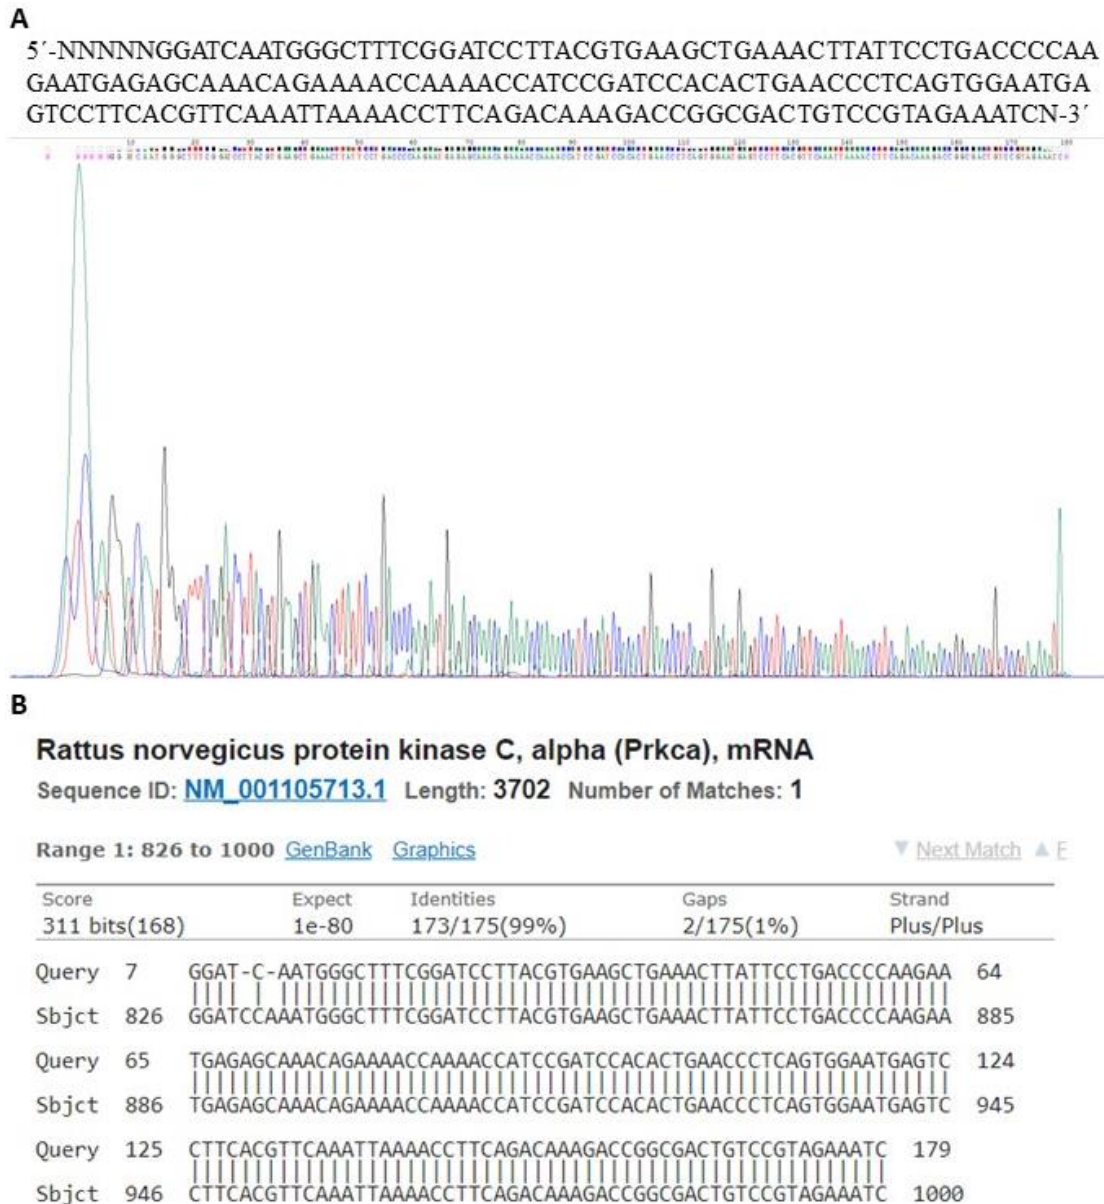 A
5´-NNNNNGGATCAATGGGCTTTCGGATCCTTACGTGAAGCTGAAACTTATTCCTGACCCCAA
GAATGAGAGCAAACAGAAAACCAAAACCATCCGATCCACACTGAACCCTCAGTGGAATGA
GTCCTTCACGTTCAAATTAAAACCTTCAGACAAAGACCGGCGACTGTCCGTAGAAATCN-3´
B
Rattus norvegicus protein kinase C, alpha (Prkca), mRNA
Sequence ID: NM_001105713.1 Length: 3702 Number of Matches: 1
Range 1: 826 to 1000 GenBank Graphics ▼ Next Match ▲ F
Score Expect Identities Gaps Strand
311 bits(168) 1e-80 173/175(99%) 2/175(1%) Plus/Plus
Query 7 GGAT-C-AATGGGCTTTCGGATCCTTACGTGAAGCTGAAACTTATTCCTGACCCCAAGAA 64
Sbjct 826 GGATCCAAATGGGCTTTCGGATCCTTACGTGAAGCTGAAACTTATTCCTGACCCCAAGAA 885
Query 65 TGAGAGCAAACAGAAAACCAAAACCATCCGATCCACACTGAACCCTCAGTGGAATGAGTC 124
Sbjct 886 TGAGAGCAAACAGAAAACCAAAACCATCCGATCCACACTGAACCCTCAGTGGAATGAGTC 945
Query 125 CTTCACGTTCAAATTAAAACCTTCAGACAAAGACCGGCGACTGTCCGTAGAAATC 179
Sbjct 946 CTTCACGTTCAAATTAAAACCTTCAGACAAAGACCGGCGACTGTCCGTAGAAATC 1000